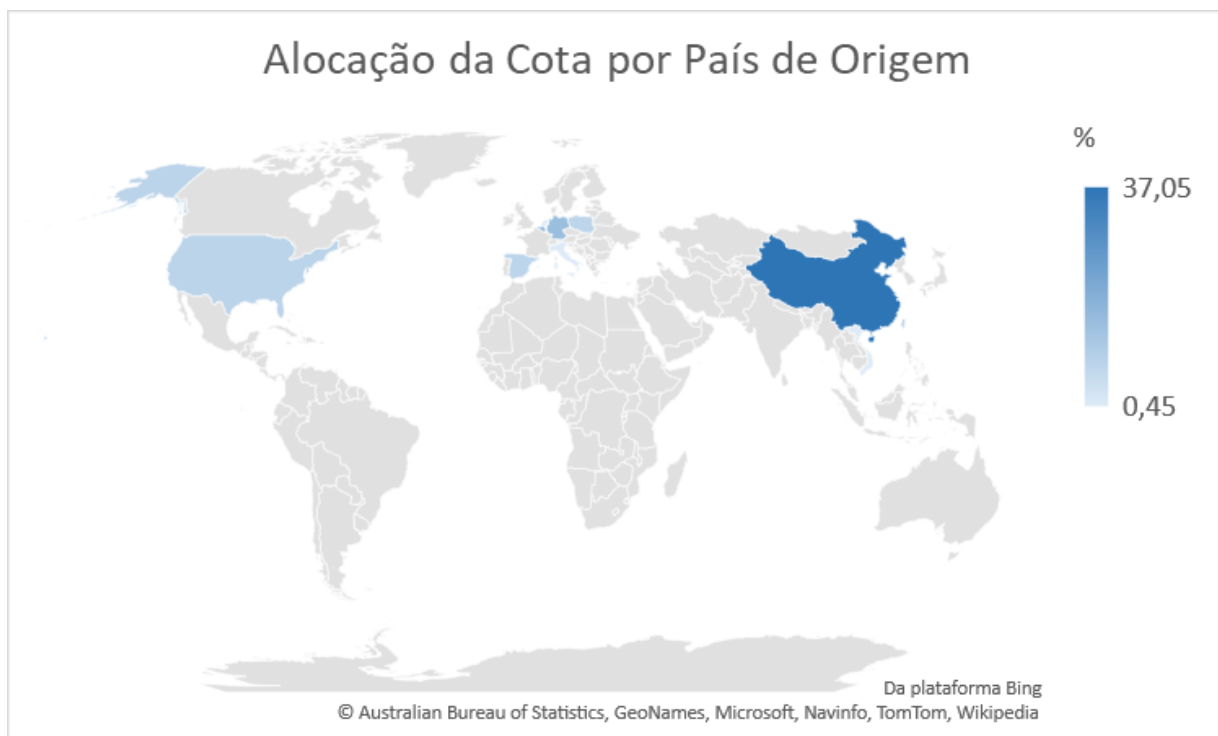 Alocação da Cota por País de Origem
%
37,05
0,45
Da plataforma Bing
© Australian Bureau of Statistics, GeoNames, Microsoft, Navinfo, TomTom, Wikipedia